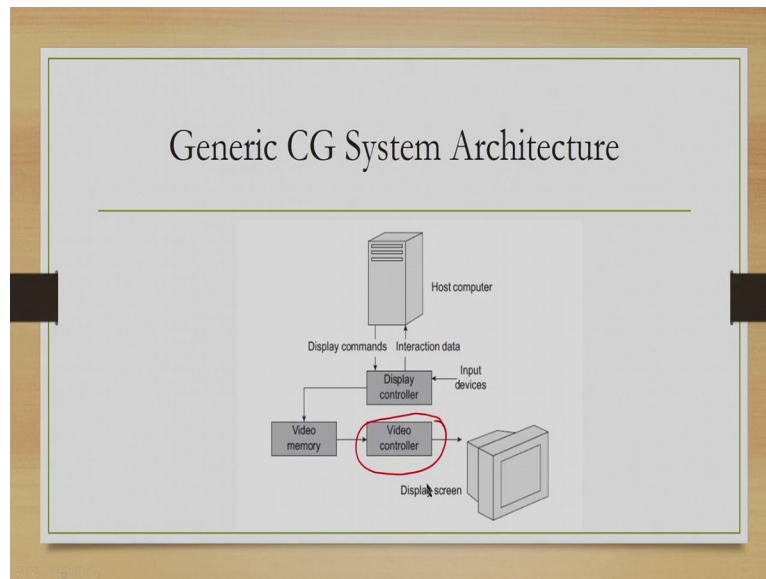 Generic CG System Architecture
Host computer
Display commands Interaction data
Display
controller
Input
devices
Video
memory
Video
controller
Display screen